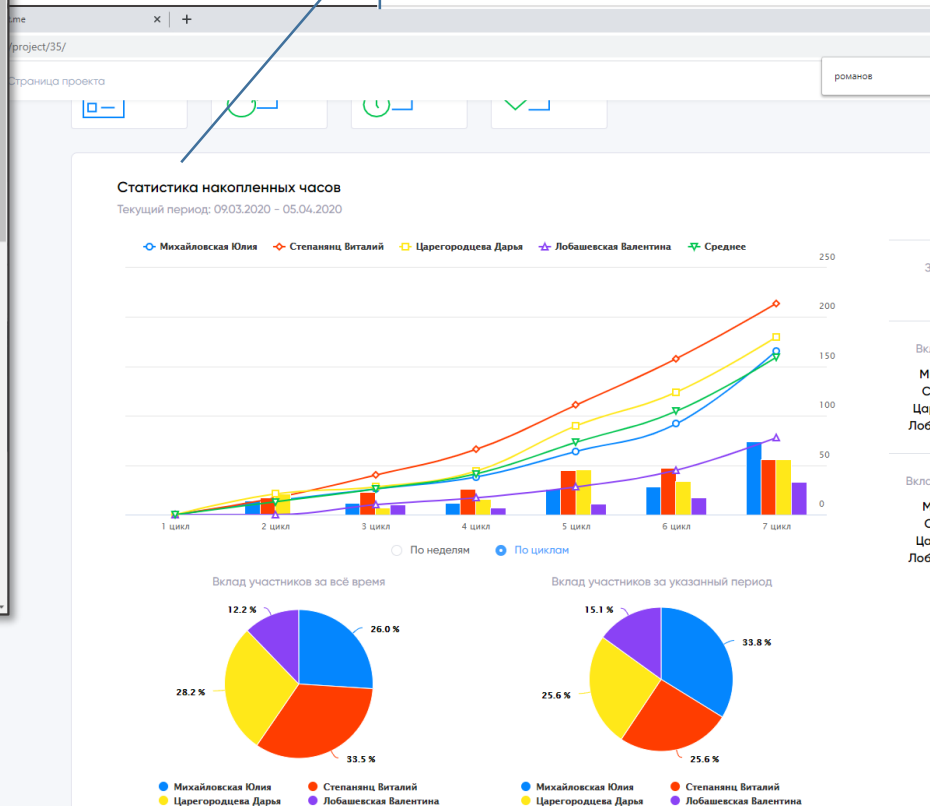 .me × +
/project/35/
Страница проекта
романов
Статистика накопленных часов
Текущий период: 09.03.2020 - 05.04.2020
Михайловская Юлия Степанянц Виталий Царегородцева Дарья Лобашевская Валентина Среднее
250
200
150
100
50
0
1 цикл 2 цикл 3 цикл 4 цикл 5 цикл 6 цикл 7 цикл
По неделям По циклам
Вклад участников за всё время
12.2 %
26.0 %
28.2 %
33.5 %
Михайловская Юлия Степанянц Виталий
Царегородцева Дарья Лобашевская Валентина
Вклад участников за указанный период
15.1 %
33.8 %
25.6 %
25.6 %
Михайловская Юлия Степанянц Виталий
Царегородцева Дарья Лобашевская Валентина